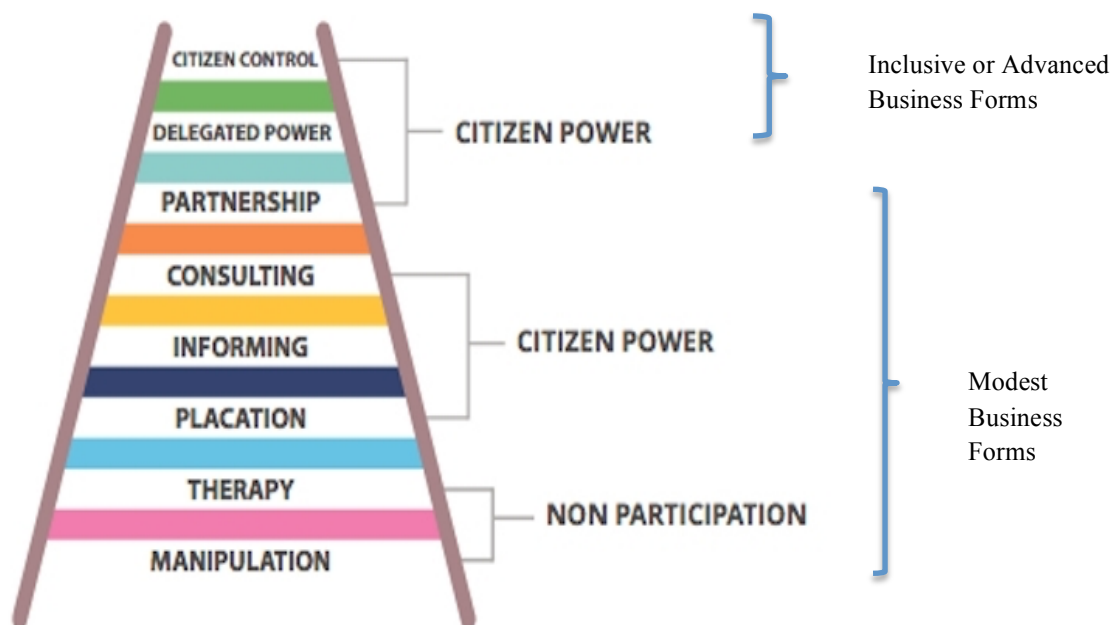 CITIZEN CONTROL
DELEGATED POWER
PARTNERSHIP
CONSULTING
INFORMING
PLACATION
THERAPY
MANIPULATION
CITIZEN POWER
CITIZEN POWER
NON PARTICIPATION
Inclusive or Advanced
Business Forms
Modest
Business
Forms